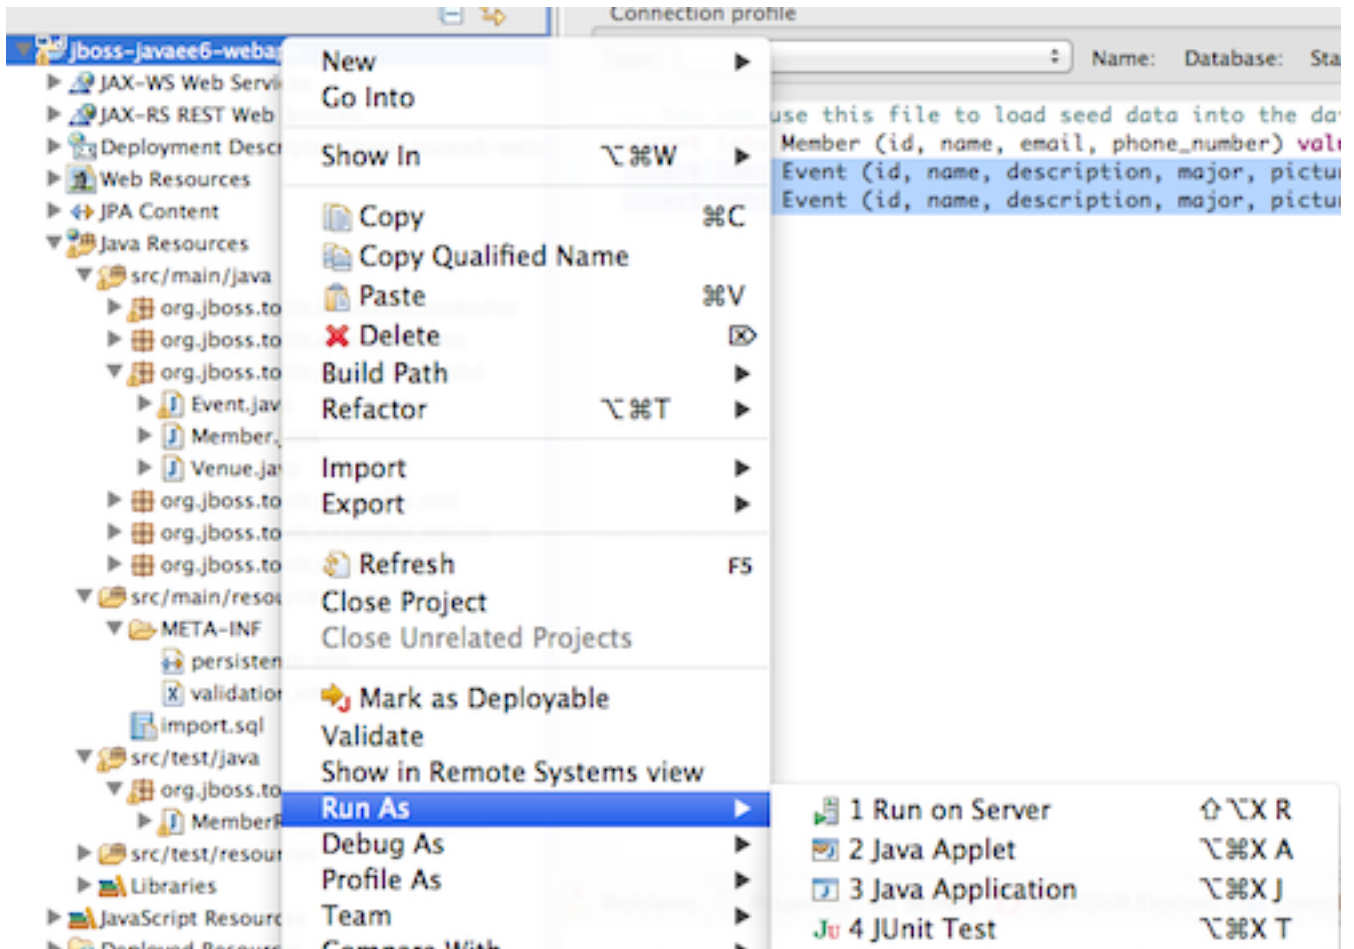 Connection profile
Name: Database: Sta
use this file to load seed data into the da
Member (id, name, email, phone_number) val
Event (id, name, description, major, pictu
Event (id, name, description, major, pictu
jboss-javaee6-webap
JAX-WS Web Servi
JAX-RS REST Web
Deployment Descr
Web Resources
JPA Content
Java Resources
src/main/java
org.jboss.to
org.jboss.to
org.jboss.to
Event.jav
Member.
Venue.ja
org.jboss.to
org.jboss.to
org.jboss.to
src/main/resou
META-INF
persisten
validation
import.sql
src/test/java
org.jboss.to
MemberR
src/test/resour
Libraries
JavaScript Resourc
Deployed Resourc
New
Go Into
Show In ⌥⌘W
Copy ⌘C
Copy Qualified Name
Paste ⌘V
Delete ⌦
Build Path
Refactor ⌥⌘T
Import
Export
Refresh F5
Close Project
Close Unrelated Projects
Mark as Deployable
Validate
Show in Remote Systems view
Run As
Debug As
Profile As
Team
Compare With
1 Run on Server ⇧⌥X R
2 Java Applet ⌥⌘X A
3 Java Application ⌥⌘X J
4 JUnit Test ⌥⌘X T